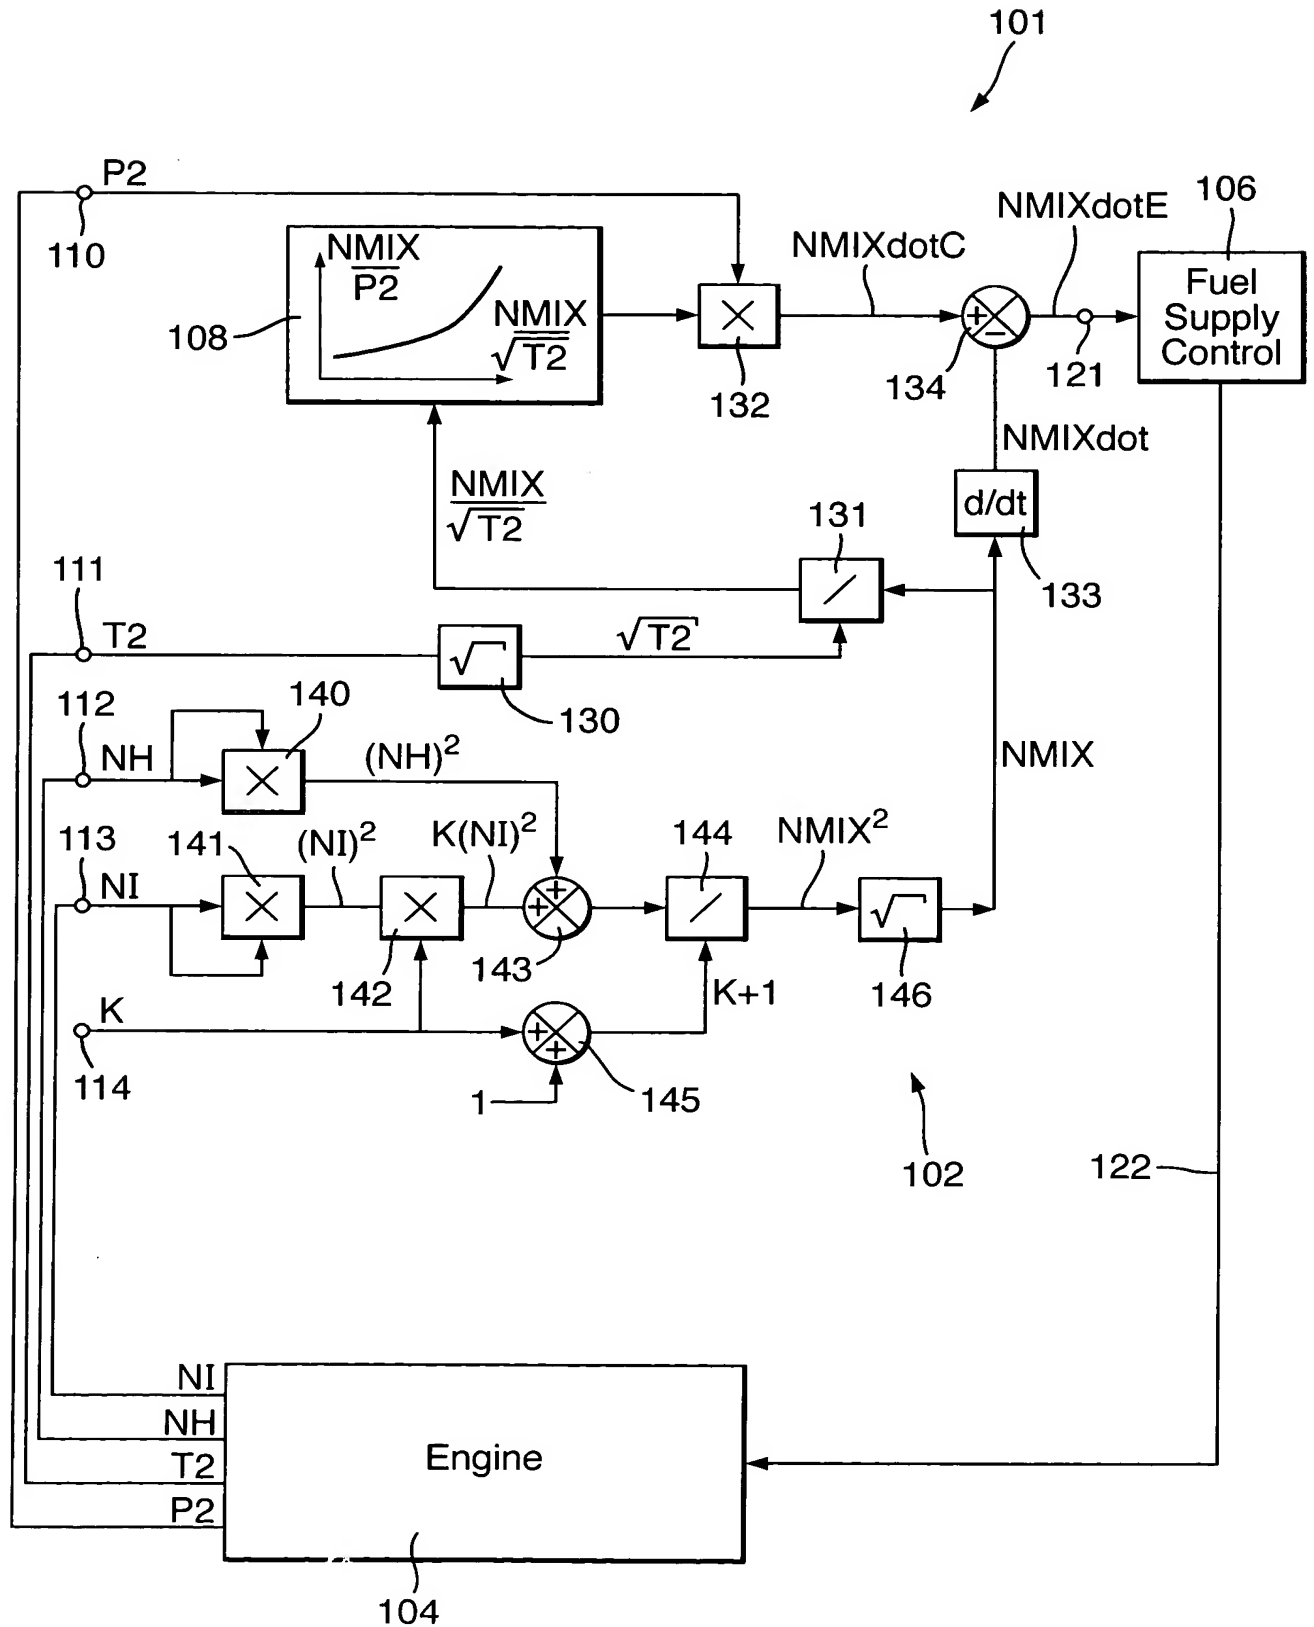 101
P2
110
NMIX
P2
NMIX
√T2
108
132
NMIXdotC
134
NMIXdotE
121
106
Fuel
Supply
Control
NMIXdot
d/dt
133
NMIX
√T2
131
111
T2
√
130
√T2
112
NH
140
(NH)²
NMIX
113
NI
141
(NI)²
142
K(NI)²
143
144
NMIX²
√
146
K
114
K+1
1
145
102
122
NI
NH
T2
P2
Engine
104